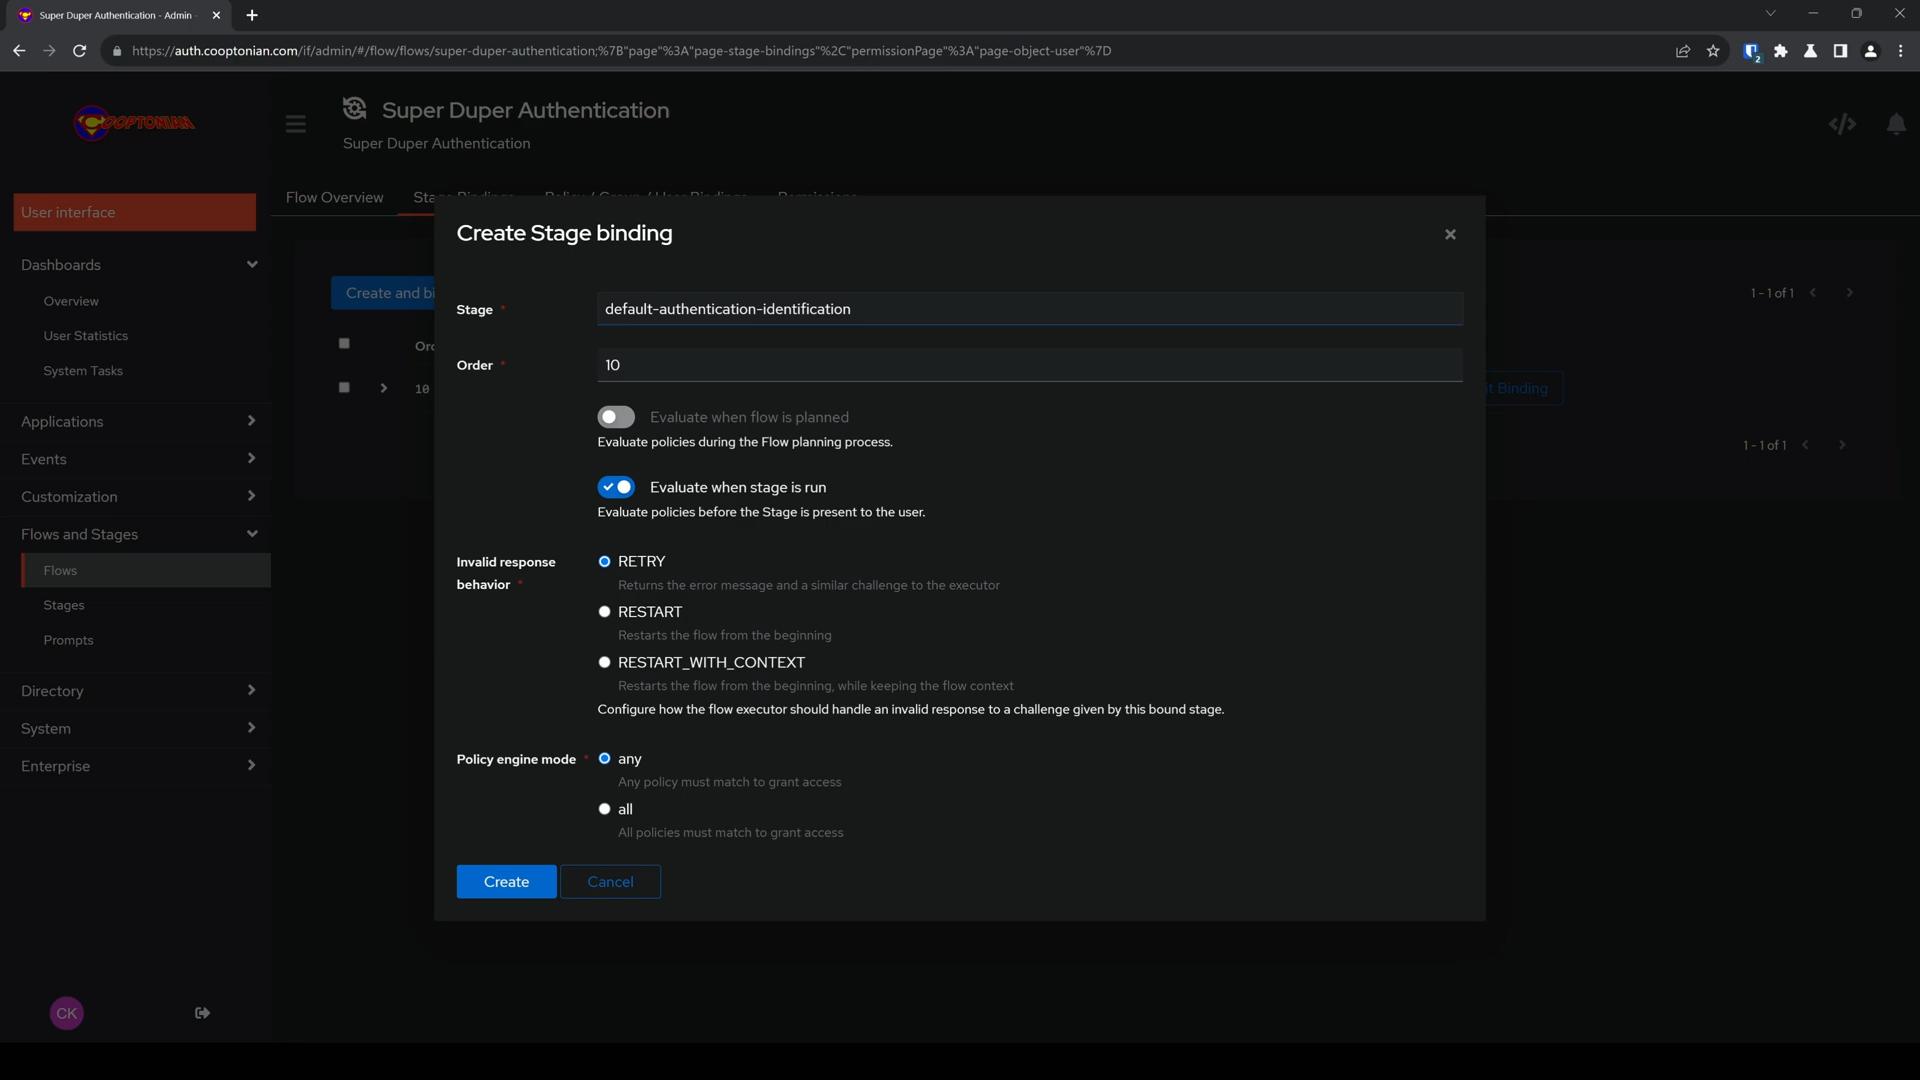 Super Duper Authentication - Admin
https://auth.cooptonian.com/if/admin/#/flow/flows/super-duper-authentication;%7B"page"%3A"page-stage-bindings"%2C"permissionPage"%3A"page-object-user"%7D
2
COOPTONIAN
Super Duper Authentication
Super Duper Authentication
User interface
Flow Overview
Dashboards
Overview
User Statistics
System Tasks
Applications
Events
Customization
Flows and Stages
Flows
Stages
Prompts
Directory
System
Enterprise
CK
Create and bi
1 - 1 of 1
Ord
10
it Binding
1 - 1 of 1
Create Stage binding
Stage *
default-authentication-identification
Order *
10
Evaluate when flow is planned
Evaluate policies during the Flow planning process.
Evaluate when stage is run
Evaluate policies before the Stage is present to the user.
Invalid response
behavior *
RETRY
Returns the error message and a similar challenge to the executor
RESTART
Restarts the flow from the beginning
RESTART_WITH_CONTEXT
Restarts the flow from the beginning, while keeping the flow context
Configure how the flow executor should handle an invalid response to a challenge given by this bound stage.
Policy engine mode *
any
Any policy must match to grant access
all
All policies must match to grant access
Create
Cancel